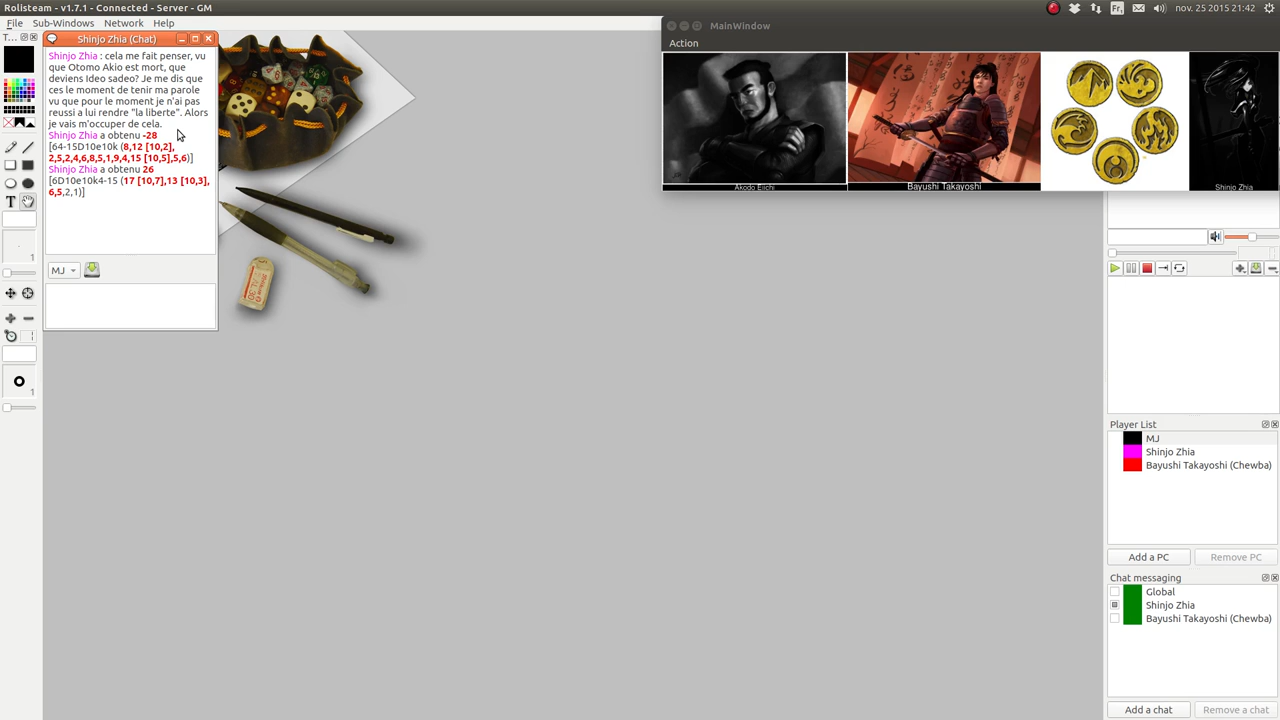 Rolisteam - v1.7.1 - Connected - Server - GM
Fr
nov. 25 2015 21:42
File Sub-Windows Network Help
MainWindow
Action
T...
Shinjo Zhia (Chat)
Shinjo Zhia : cela me fait penser, vu
que Otomo Akio est mort, que
deviens Ideo sadeo? Je me dis que
ces le moment de tenir ma parole
vu que pour le moment je n'ai pas
reussi a lui rendre "la liberte". Alors
je vais m'occuper de cela.
Shinjo Zhia a obtenu -28
[64-15D10e10k (8,12 [10,2],
2,5,2,4,6,8,5,1,9,4,15 [10,5],5,6)]
Shinjo Zhia a obtenu 26
[6D10e10k4-15 (17 [10,7],13 [10,3],
6,5,2,1)]
MJ
T
1
1
Akodo Eiichi
Bayushi Takayoshi
Shinjo Zhia
Player List
MJ
Shinjo Zhia
Bayushi Takayoshi (Chewba)
Add a PC
Remove PC
Chat messaging
Global
Shinjo Zhia
Bayushi Takayoshi (Chewba)
Add a chat
Remove a chat